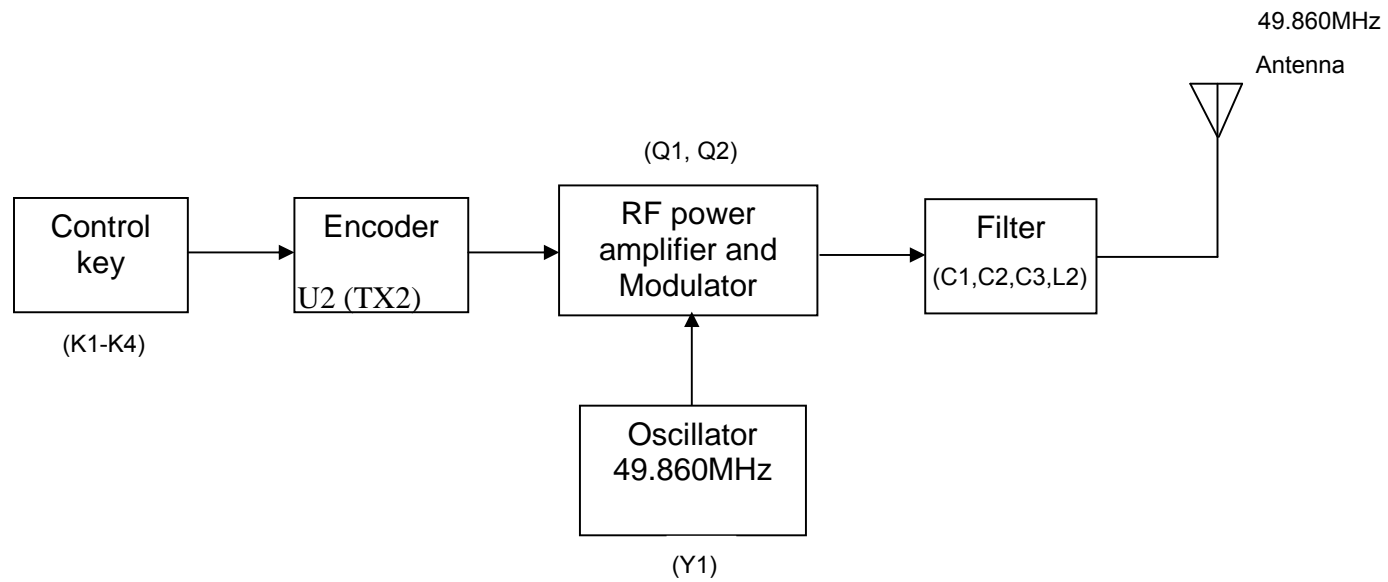 49.860MHz
Antenna
(Q1, Q2)
Control
key
(K1-K4)
Encoder
U2 (TX2)
RF power
amplifier and
Modulator
Filter
(C1,C2,C3,L2)
Oscillator
49.860MHz
(Y1)